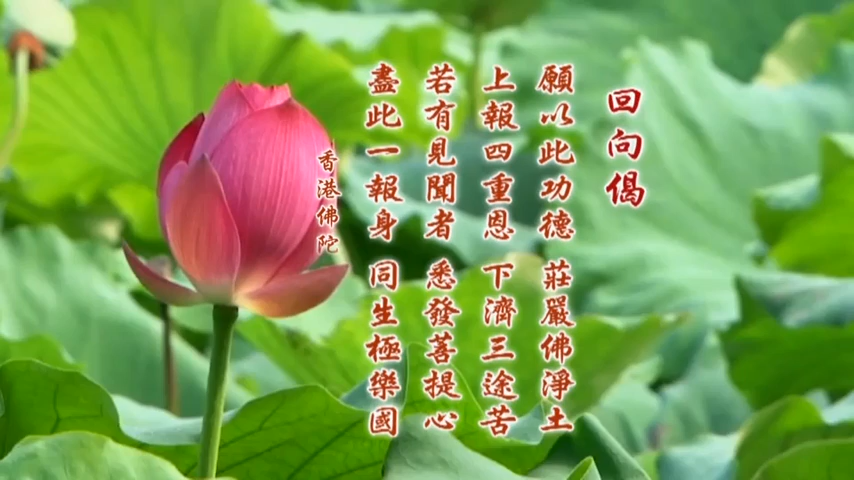 回向偈
願以此功德 莊嚴佛淨土
上報四重恩 下濟三途苦
若有見聞者 悉發菩提心
盡此一報身 同生極樂國
香港佛陀